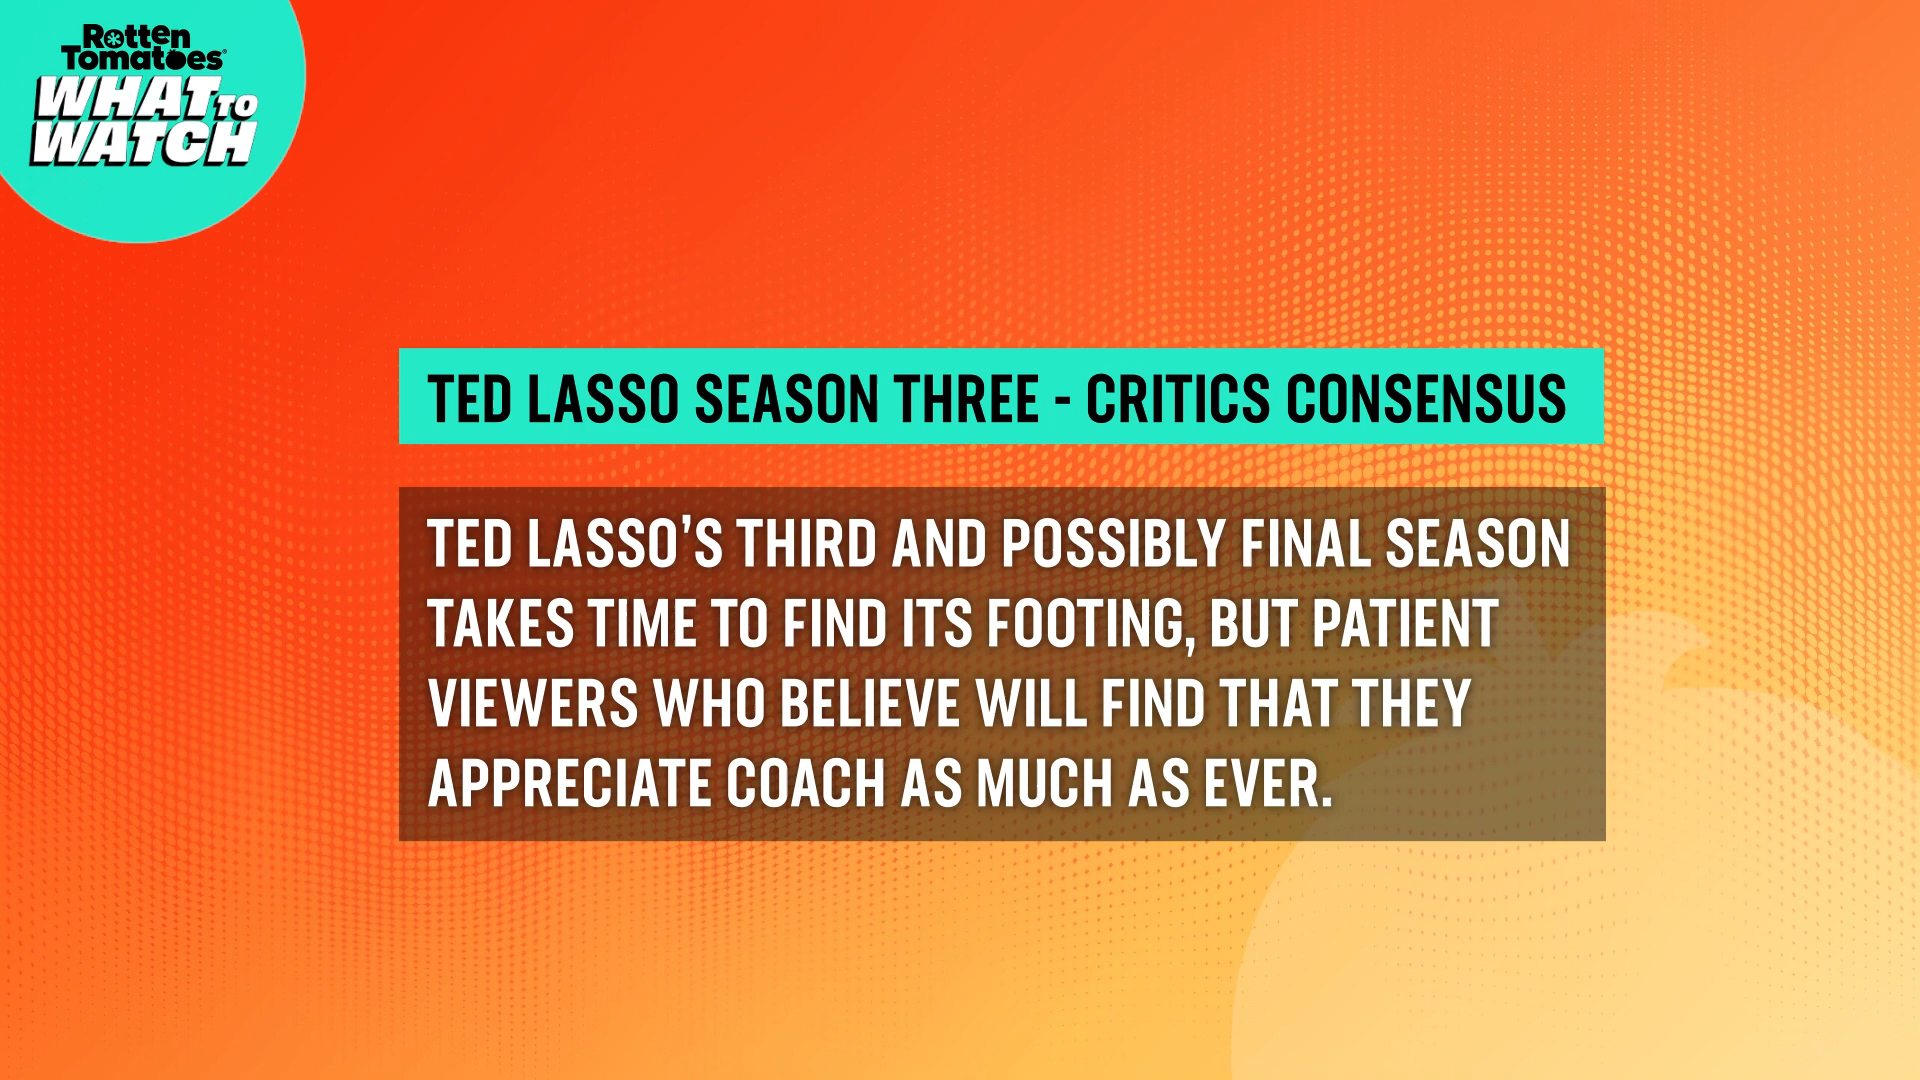 Rotten
Tomatoes®
WHAT TO
WATCH
TED LASSO SEASON THREE - CRITICS CONSENSUS
TED LASSO’S THIRD AND POSSIBLY FINAL SEASON
TAKES TIME TO FIND ITS FOOTING, BUT PATIENT
VIEWERS WHO BELIEVE WILL FIND THAT THEY
APPRECIATE COACH AS MUCH AS EVER.